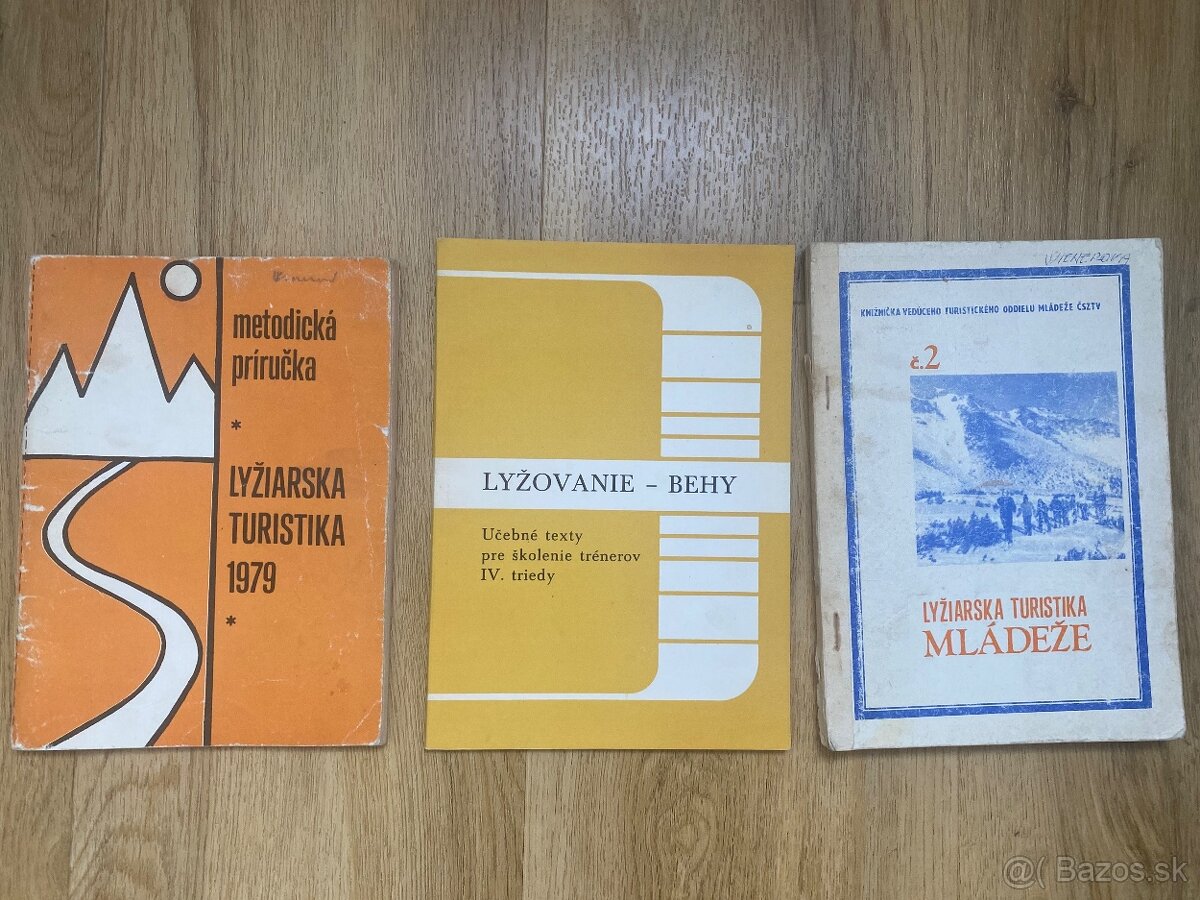 metodická
príručka
*
LYŽIARSKA
TURISTIKA
1979
*
LYŽOVANIE – BEHY
Učebné texty
pre školenie trénerov
IV. triedy
WIENEROVA
KNIŽNIČKA VEDÚCEHO TURISTICKÉHO ODDIELU MLÁDEŽE ČSZTV
č.2
LYŽIARSKA TURISTIKA
MLÁDEŽE
@( Bazos.sk